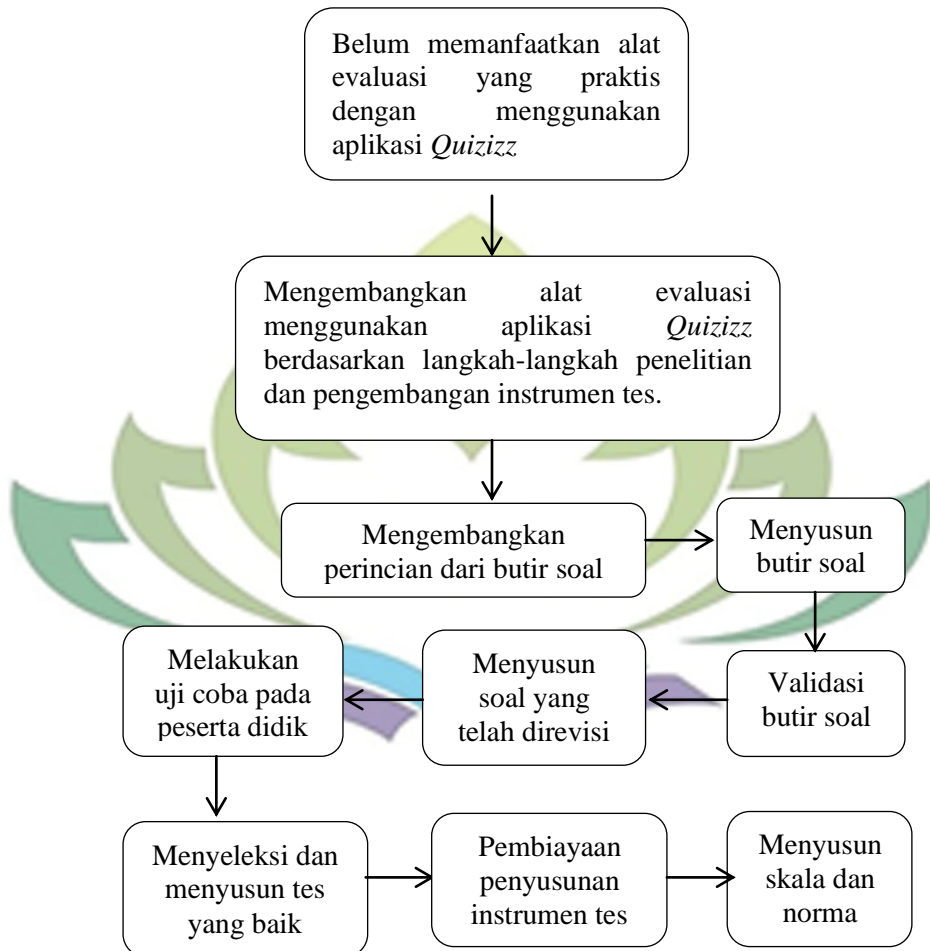 Belum memanfaatkan alat
evaluasi yang praktis
dengan menggunakan
aplikasi Quizizz
Mengembangkan alat evaluasi
menggunakan aplikasi Quizizz
berdasarkan langkah-langkah penelitian
dan pengembangan instrumen tes.
Mengembangkan
perincian dari butir soal
Menyusun
butir soal
Validasi
butir soal
Menyusun
soal yang
telah direvisi
Melakukan
uji coba pada
peserta didik
Menyeleksi dan
menyusun tes
yang baik
Pembiayaan
penyusunan
instrumen tes
Menyusun
skala dan
norma